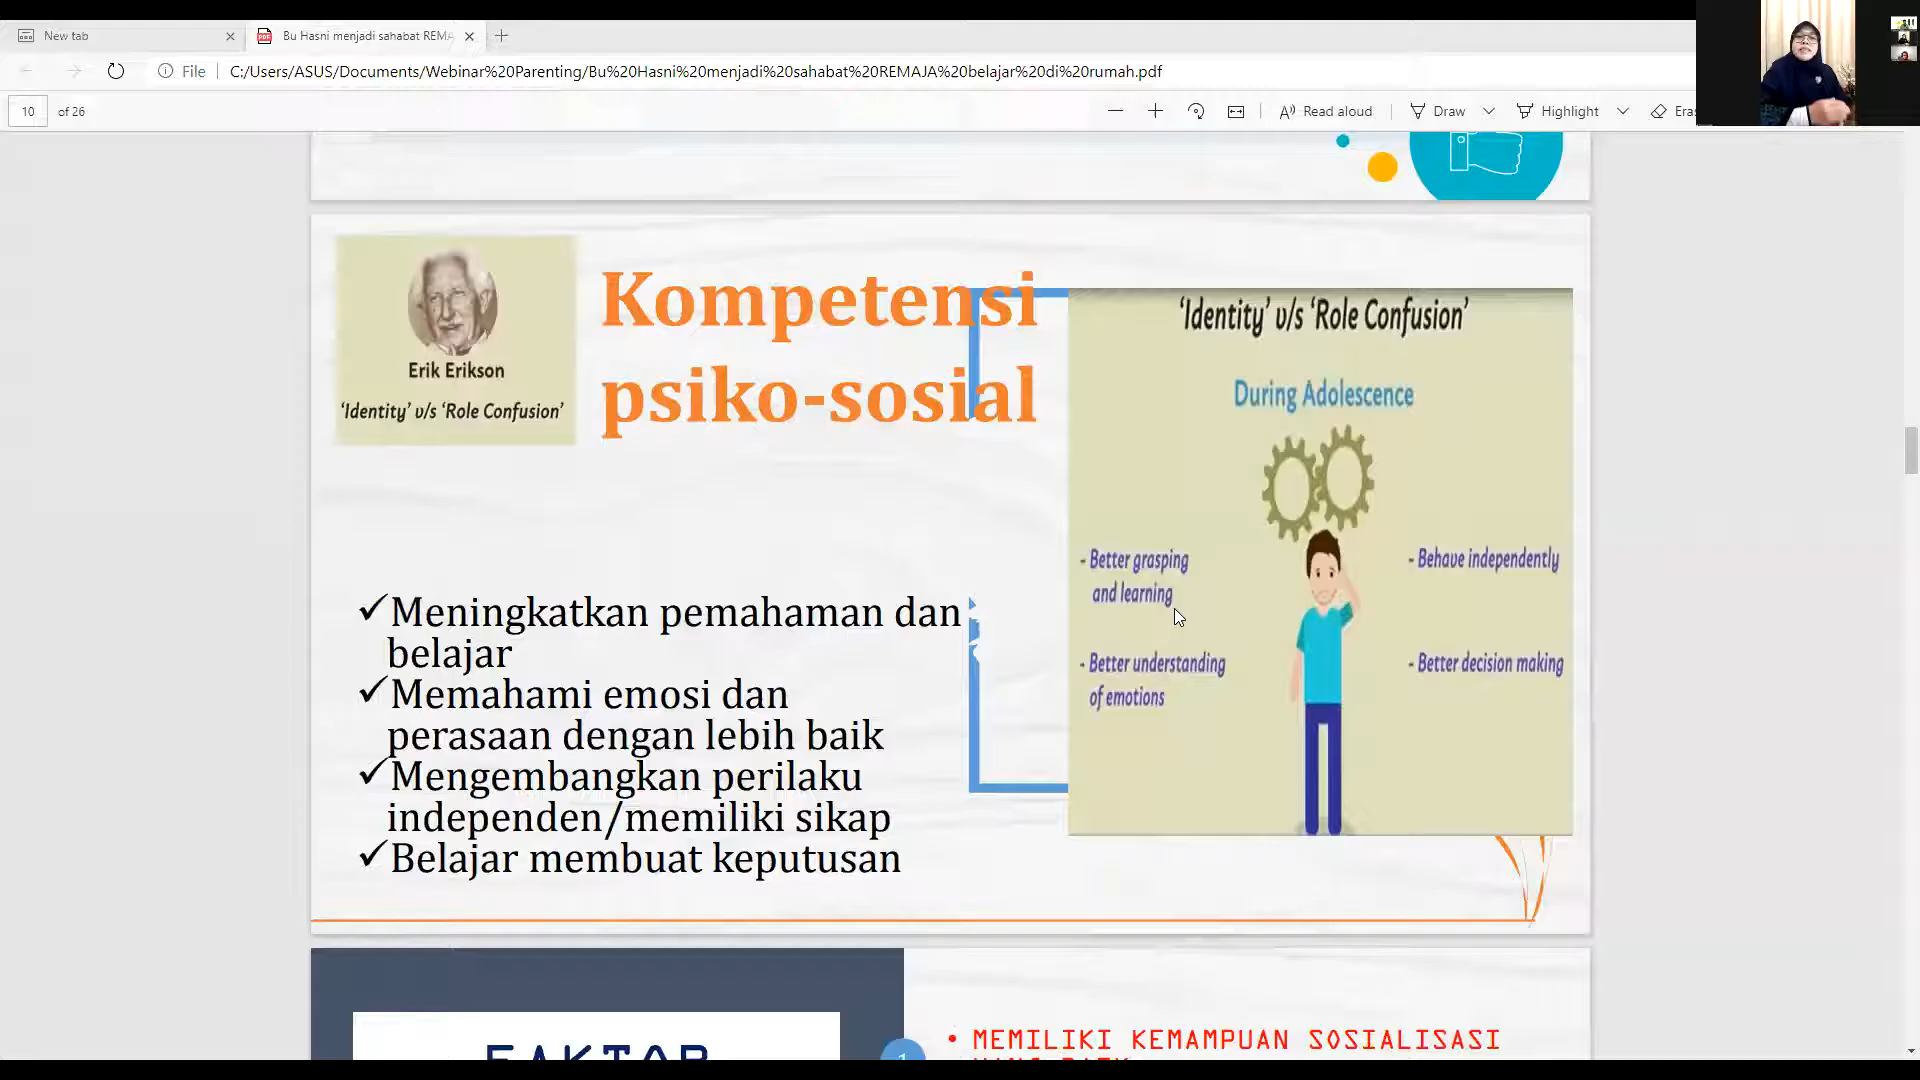 New tab
Bu Hasni menjadi sahabat REMA
File
C:/Users/ASUS/Documents/Webinar%20Parenting/Bu%20Hasni%20menjadi%20sahabat%20REMAJA%20belajar%20di%20rumah.pdf
10 of 26
Read aloud
Draw
Highlight
Eras
Erik Erikson
'Identity' v/s 'Role Confusion'
Kompetensi
psiko-sosial
✓Meningkatkan pemahaman dan
belajar
✓Memahami emosi dan
perasaan dengan lebih baik
✓Mengembangkan perilaku
independen/memiliki sikap
✓Belajar membuat keputusan
'Identity' v/s 'Role Confusion'
During Adolescence
- Better grasping
and learning
- Better understanding
of emotions
- Behave independently
- Better decision making
FAKTOR
1
• MEMILIKI KEMAMPUAN SOSIALISASI